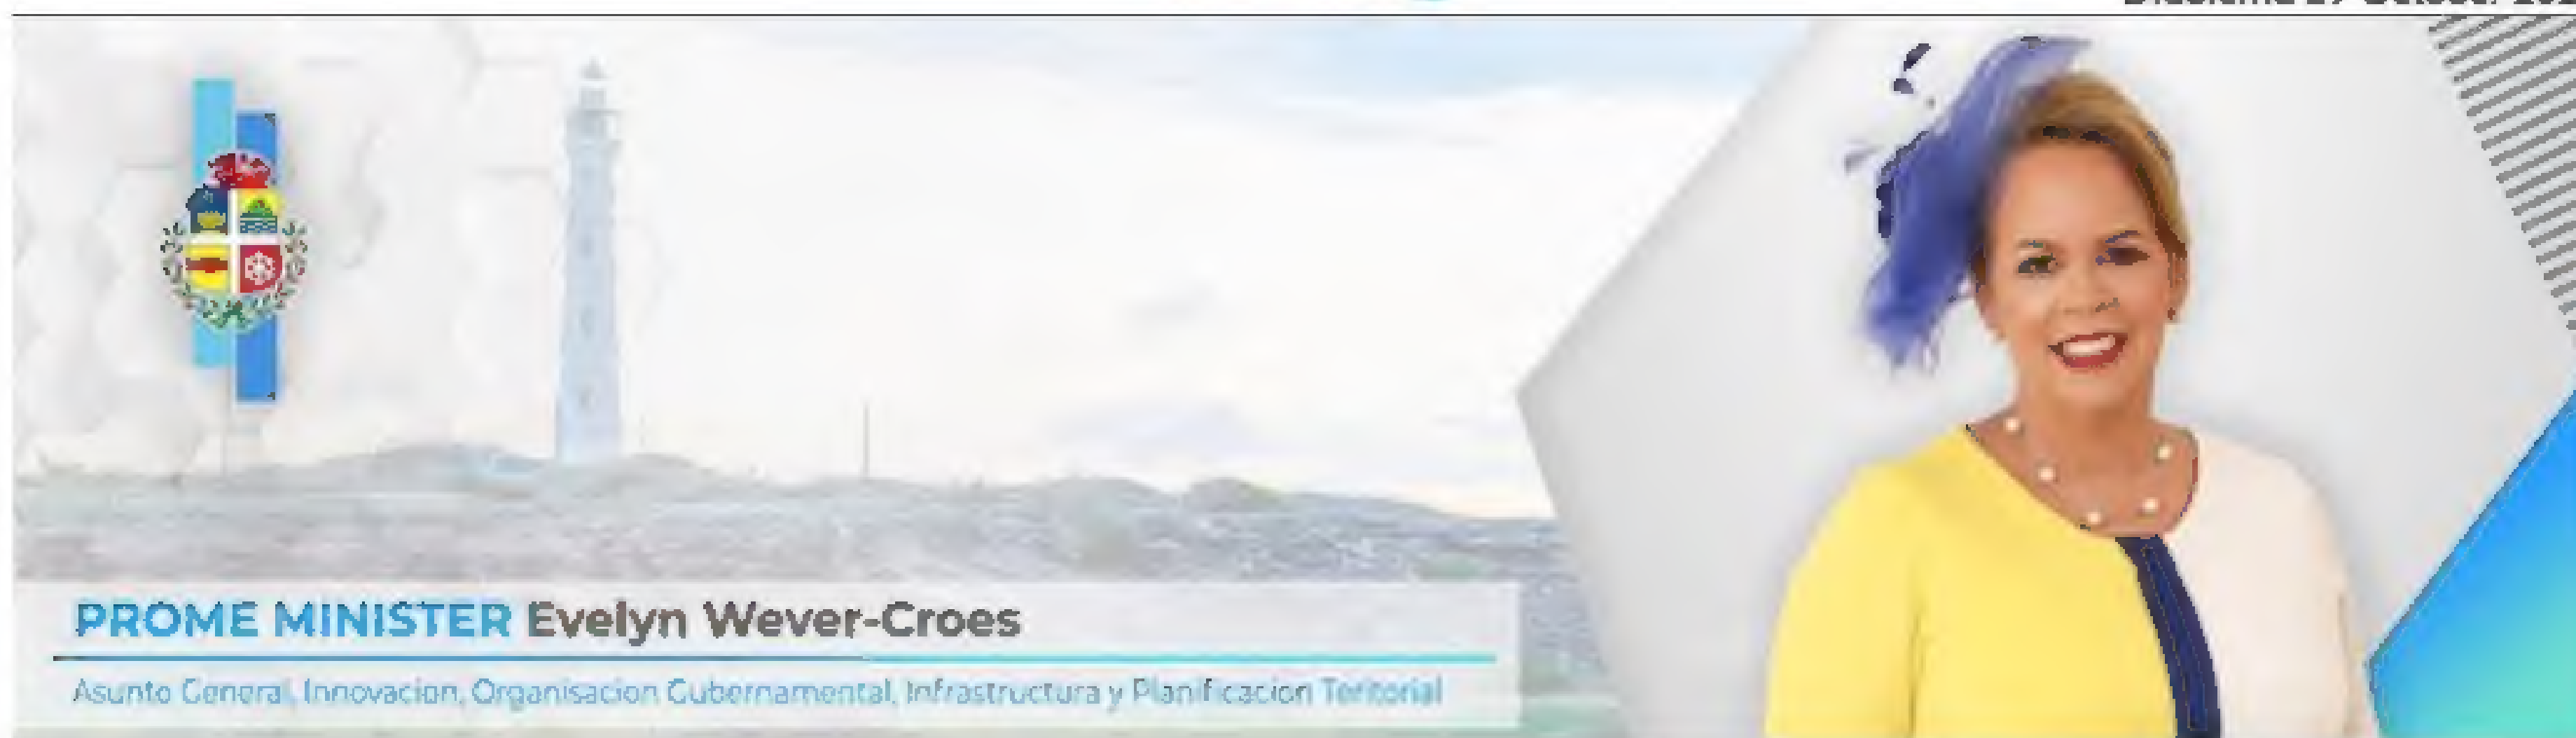 PROME MINISTER Evelyn Wever-Croes
Asunto General, Innovacion, Organisacion Gubernamental, Infrastructura y Planificacion Teritorial